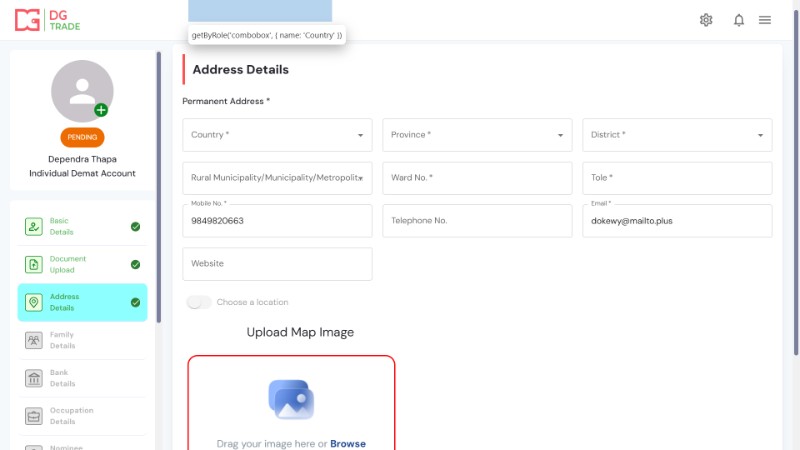 DG
TRADE
getByRole('combobox', { name: 'Country' })
PENDING
Dependra Thapa
Individual Demat Account
Basic
Details
Document
Upload
Address
Details
Family
Details
Bank
Details
Occupation
Details
Nominee
Address Details
Permanent Address *
Country *
Province *
District *
Rural Municipality/Municipality/Metropolit
Ward No. *
Tole *
Mobile No. *
9849820663
Telephone No.
Email *
dokewy@mailto.plus
Website
Choose a location
Upload Map Image
Drag your image here or Browse